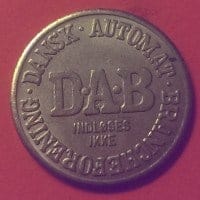 DANSK · AUTOMAT · BRANCHEFORENING ·
D·A·B
INDLØSES
IKKE